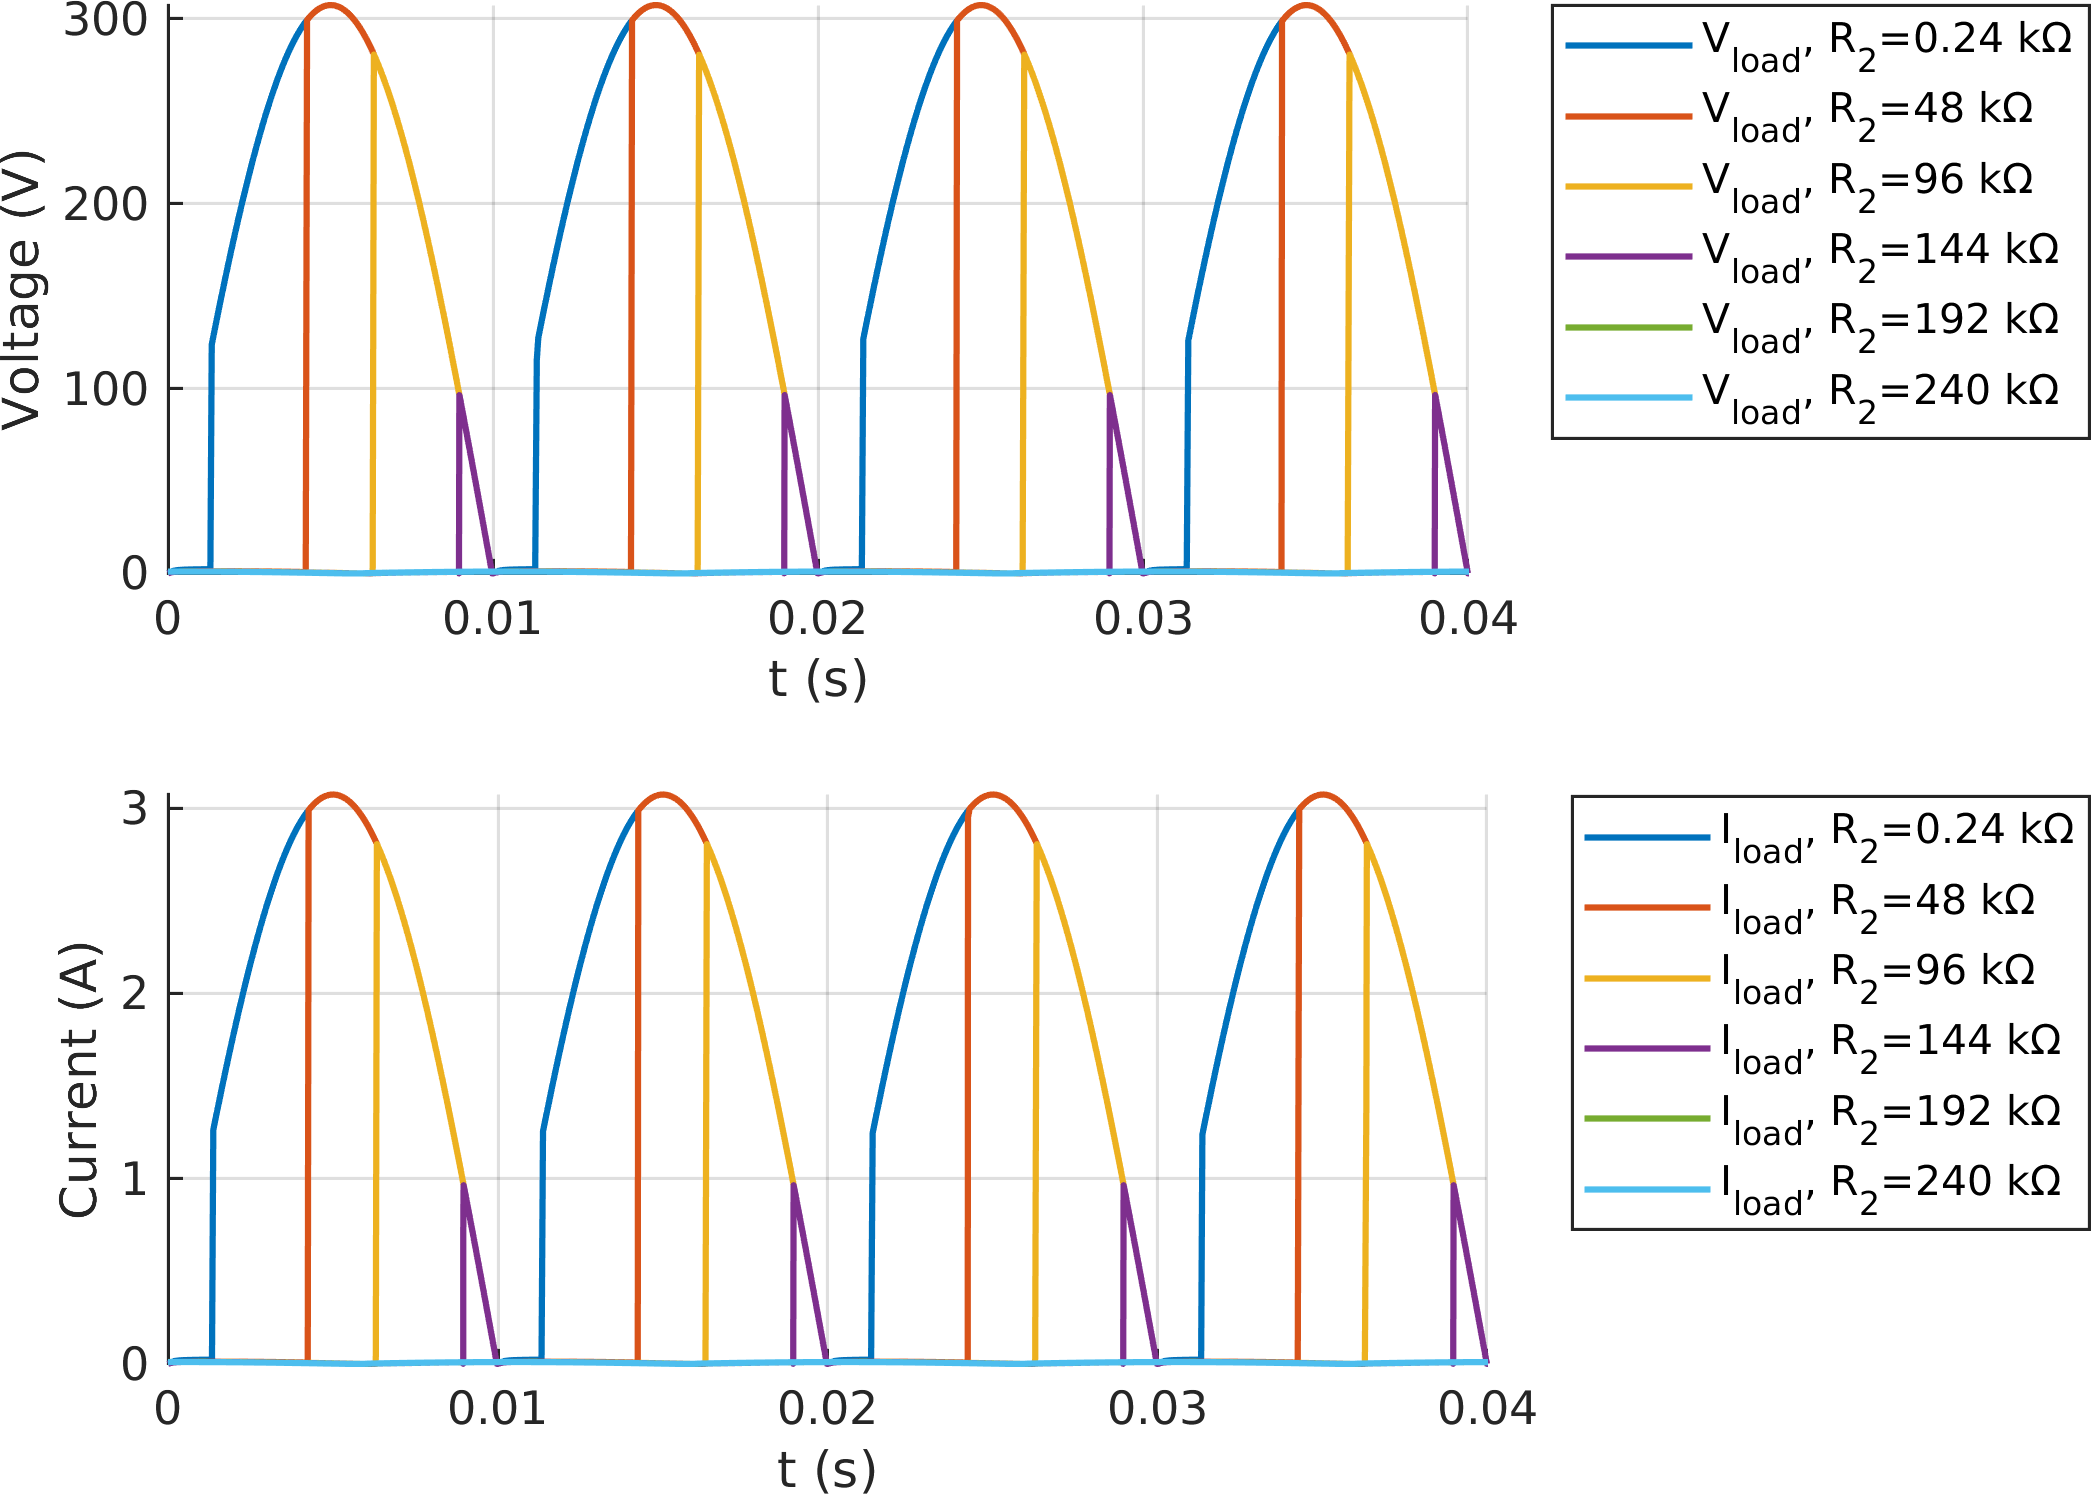 300
200
100
0
Voltage (V)
0 0.01 0.02 0.03 0.04
t (s)
V_load, R_2=0.24 kΩ
V_load, R_2=48 kΩ
V_load, R_2=96 kΩ
V_load, R_2=144 kΩ
V_load, R_2=192 kΩ
V_load, R_2=240 kΩ
3
2
1
0
Current (A)
0 0.01 0.02 0.03 0.04
t (s)
I_load, R_2=0.24 kΩ
I_load, R_2=48 kΩ
I_load, R_2=96 kΩ
I_load, R_2=144 kΩ
I_load, R_2=192 kΩ
I_load, R_2=240 kΩ